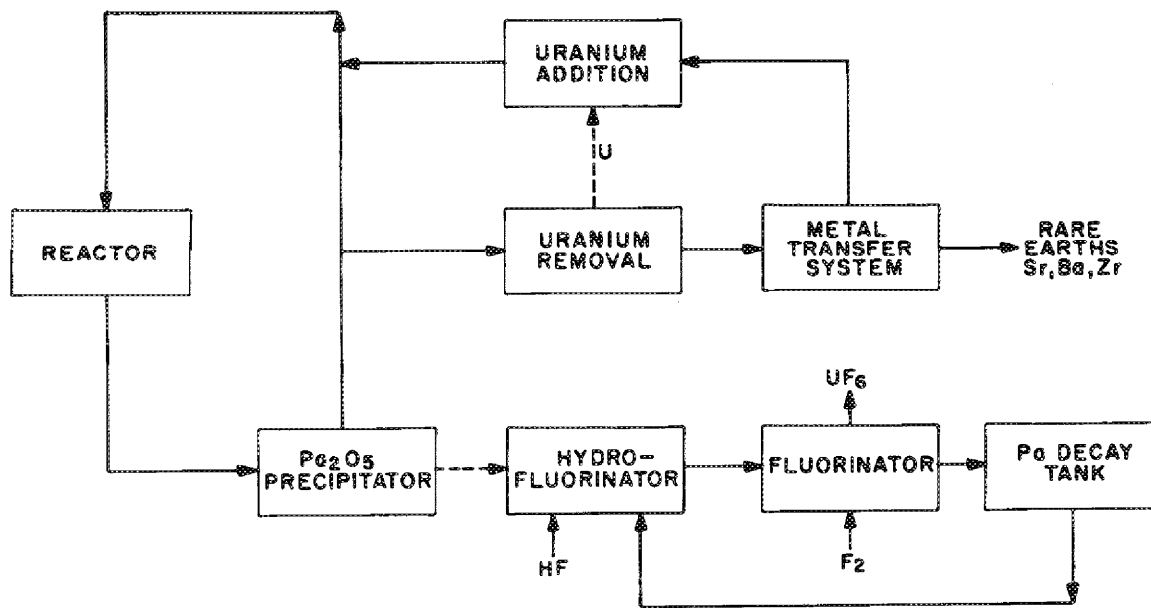 URANIUM
ADDITION
U
REACTOR
URANIUM
REMOVAL
METAL
TRANSFER
SYSTEM
RARE
EARTHS
Sr, Ba, Zr
UF₆
Pa₂O₅
PRECIPITATOR
HYDRO-
FLUORINATOR
FLUORINATOR
Pa DECAY
TANK
HF
F₂